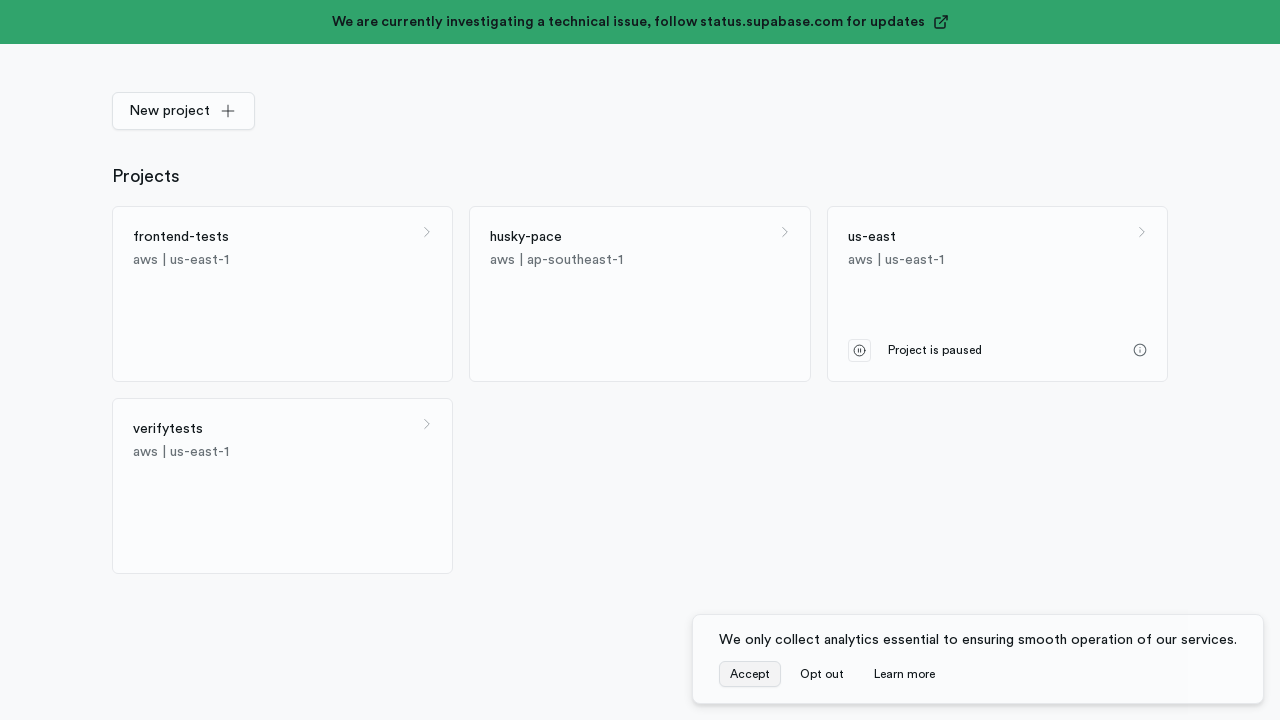 We are currently investigating a technical issue, follow status.supabase.com for updates
New project
Projects
frontend-tests
aws | us-east-1
husky-pace
aws | ap-southeast-1
us-east
aws | us-east-1
Project is paused
verifytests
aws | us-east-1
We only collect analytics essential to ensuring smooth operation of our services.
Accept Opt out Learn more